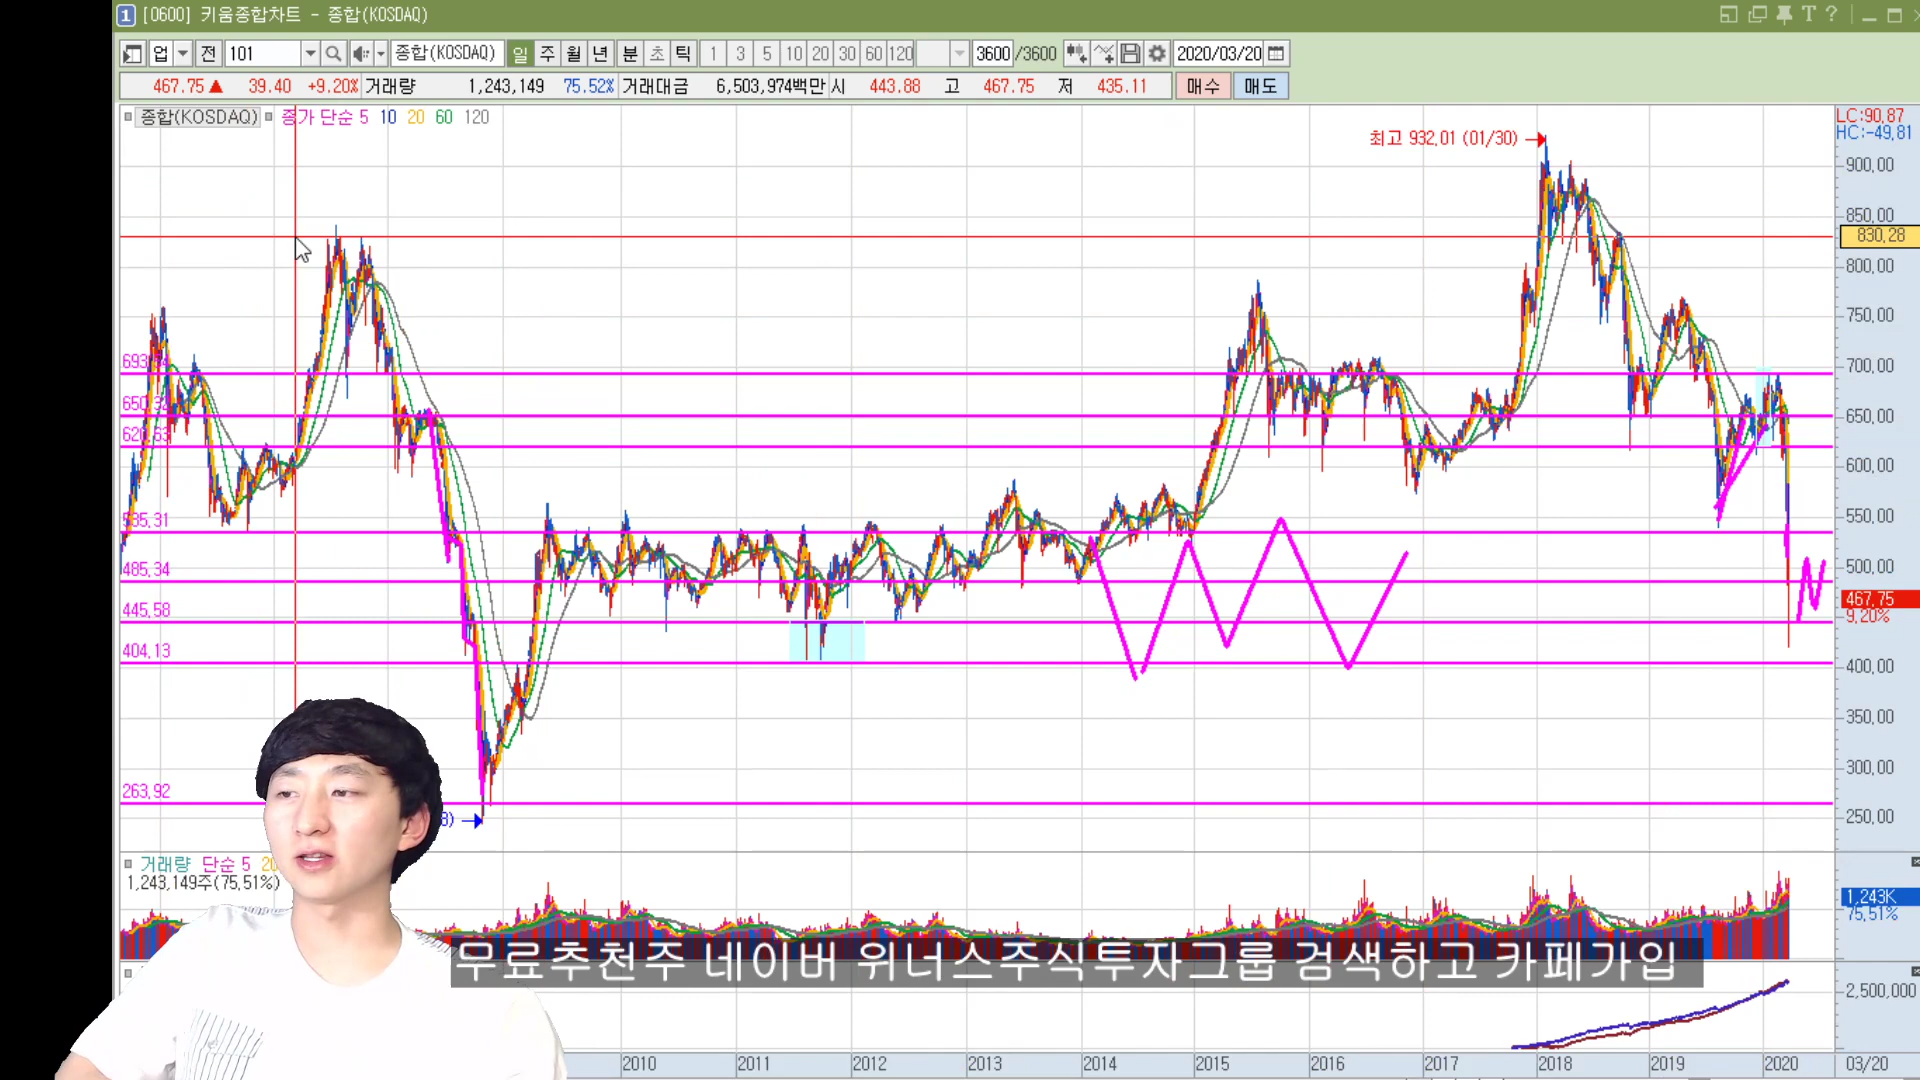 1 [0600] 키움종합차트 - 종합(KOSDAQ)
업 전 101 종합(KOSDAQ) 일 주 월 년 분 초 틱 1 3 5 10 20 30 60 120 3600 /3600 2020/03/20
467.75 ▲ 39.40 +9.20% 거래량 1,243,149 75.52% 거래대금 6,503,974백만 시 443.88 고 467.75 저 435.11 매수 매도
종합(KOSDAQ) 종가 단순 5 10 20 60 120
LC:90.87
HC:-49.81
최고 932.01 (01/30)
900.00
850.00
830.28
800.00
750.00
700.00
650.00
600.00
550.00
500.00
467.75
9.20%
400.00
350.00
300.00
250.00
650.32
485.34
445.58
404.13
263.92
거래량 단순 5 20
1,243,149주(75.51%)
1,243K
75.51%
무료추천주 네이버 위너스주식투자그룹 검색하고 카페가입
2,500,000
2010 2011 2012 2013 2014 2015 2016 2017 2018 2019 2020 03/20